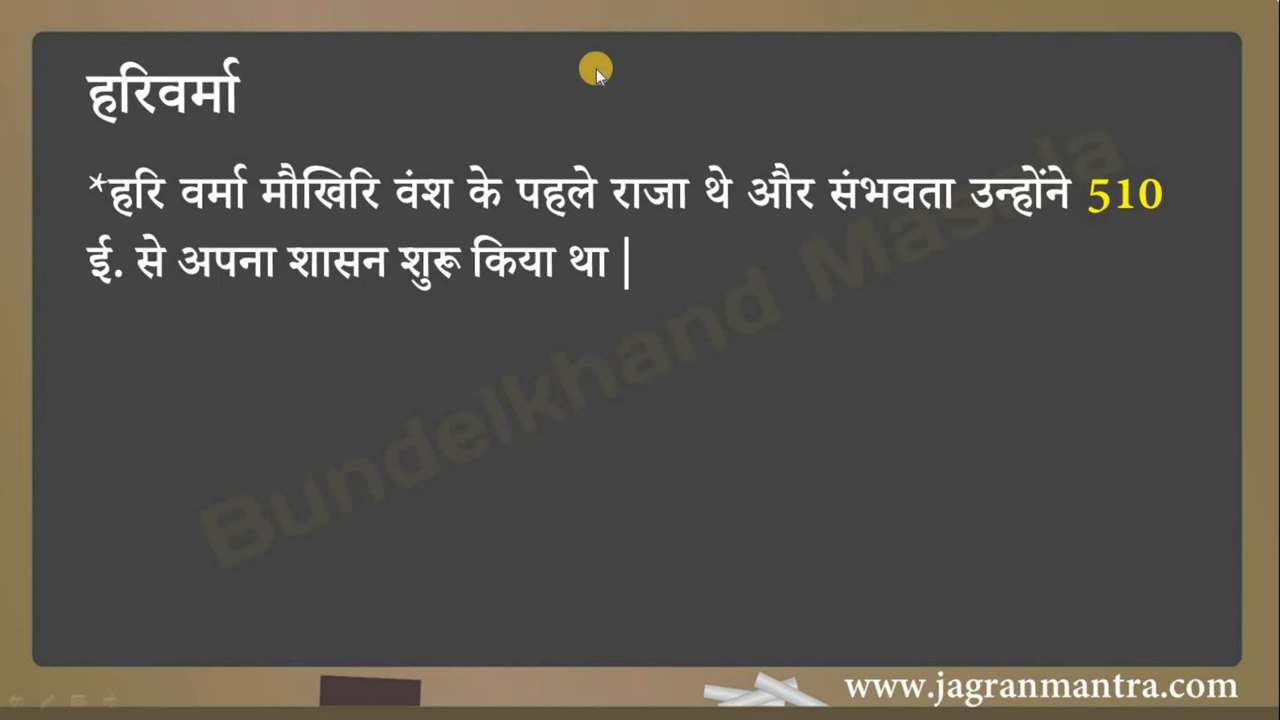 हरिवर्मा
*हरि वर्मा मौखिरि वंश के पहले राजा थे और संभवता उन्होंने 510
ई. से अपना शासन शुरू किया था |
Bundelkhand Masala
www.jagranmantra.com